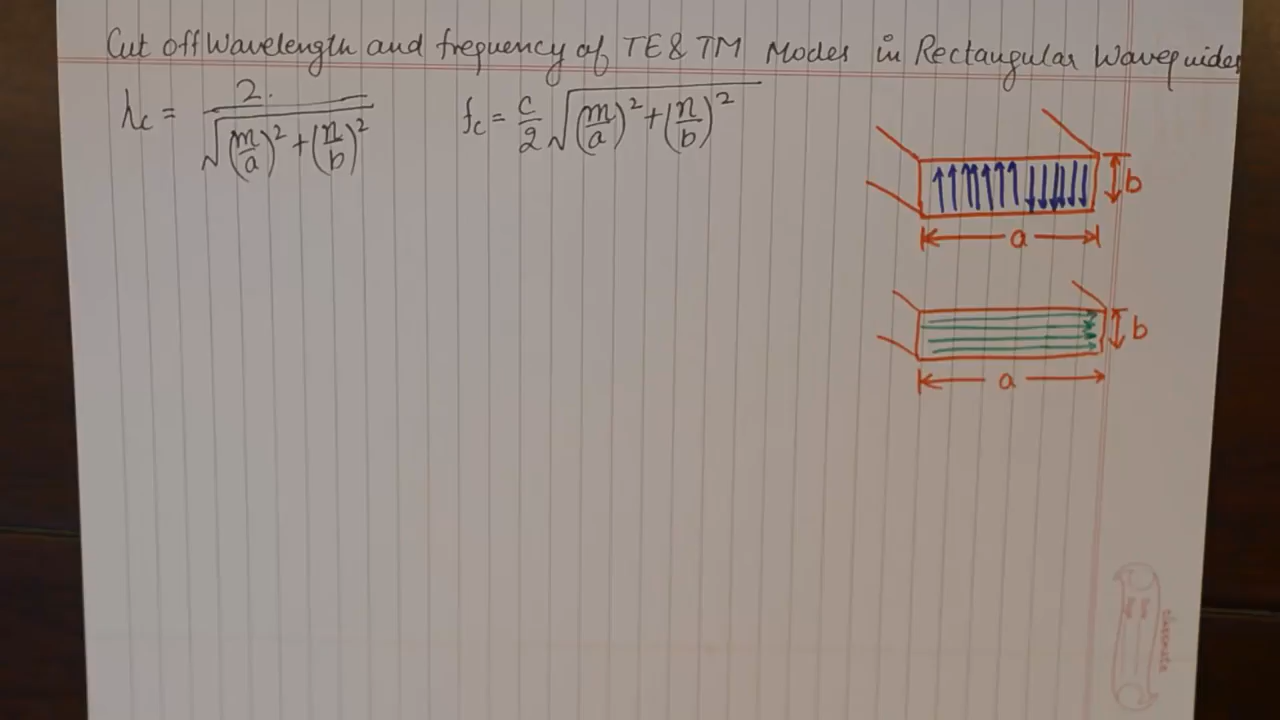 Cut off Wavelength and frequency of TE & TM Modes in Rectangular Waveguides
λc = 2 / √((m/a)² + (n/b)²)
fc = c/2 √((m/a)² + (n/b)²)
b
a
b
a
classmate